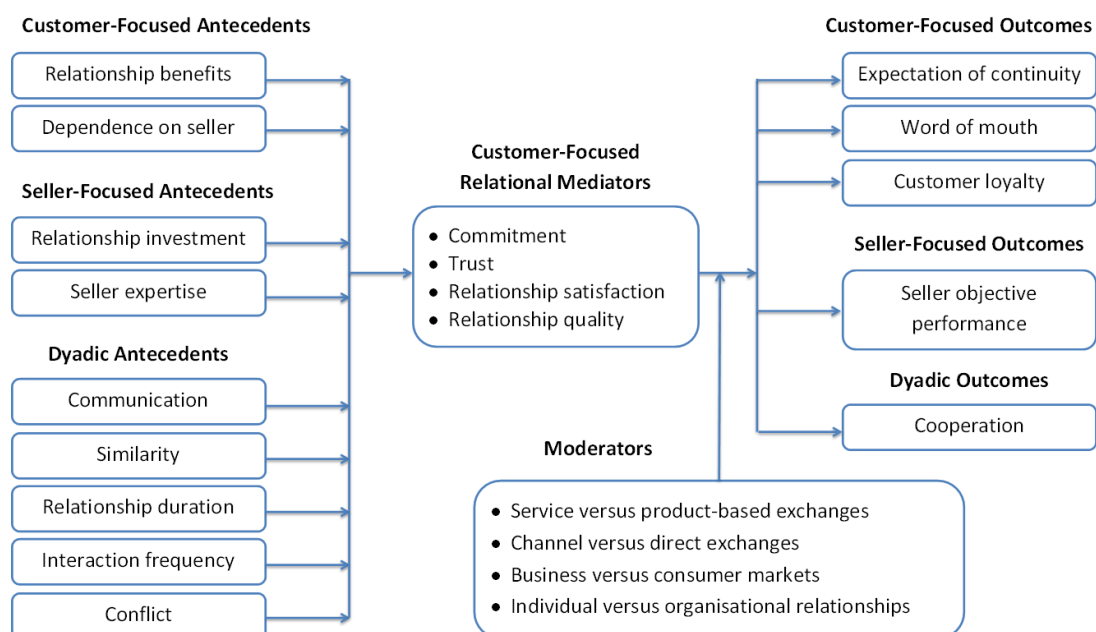 Customer-Focused Antecedents
Relationship benefits
Dependence on seller
Seller-Focused Antecedents
Relationship investment
Seller expertise
Dyadic Antecedents
Communication
Similarity
Relationship duration
Interaction frequency
Conflict
Customer-Focused
Relational Mediators
• Commitment
• Trust
• Relationship satisfaction
• Relationship quality
Moderators
• Service versus product-based exchanges
• Channel versus direct exchanges
• Business versus consumer markets
• Individual versus organisational relationships
Customer-Focused Outcomes
Expectation of continuity
Word of mouth
Customer loyalty
Seller-Focused Outcomes
Seller objective
performance
Dyadic Outcomes
Cooperation